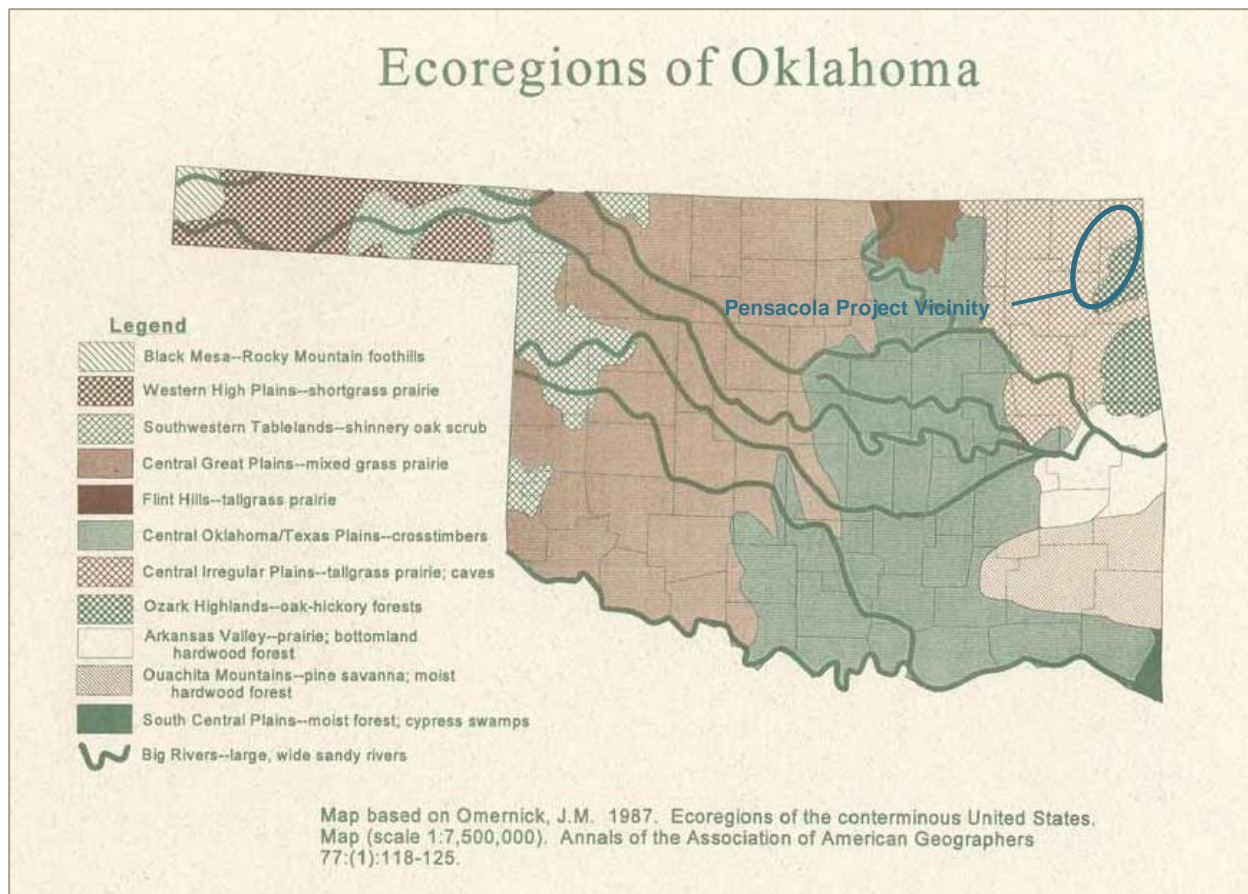 Ecoregions of Oklahoma
Pensacola Project Vicinity
Legend
Black Mesa--Rocky Mountain foothills
Western High Plains--shortgrass prairie
Southwestern Tablelands--shinnery oak scrub
Central Great Plains--mixed grass prairie
Flint Hills--tallgrass prairie
Central Oklahoma/Texas Plains--crosstimbers
Central Irregular Plains--tallgrass prairie; caves
Ozark Highlands--oak-hickory forests
Arkansas Valley--prairie; bottomland
hardwood forest
Ouachita Mountains--pine savanna; moist
hardwood forest
South Central Plains--moist forest; cypress swamps
Big Rivers--large, wide sandy rivers
Map based on Omernick, J.M. 1987. Ecoregions of the conterminous United States.
Map (scale 1:7,500,000). Annals of the Association of American Geographers
77:(1):118-125.